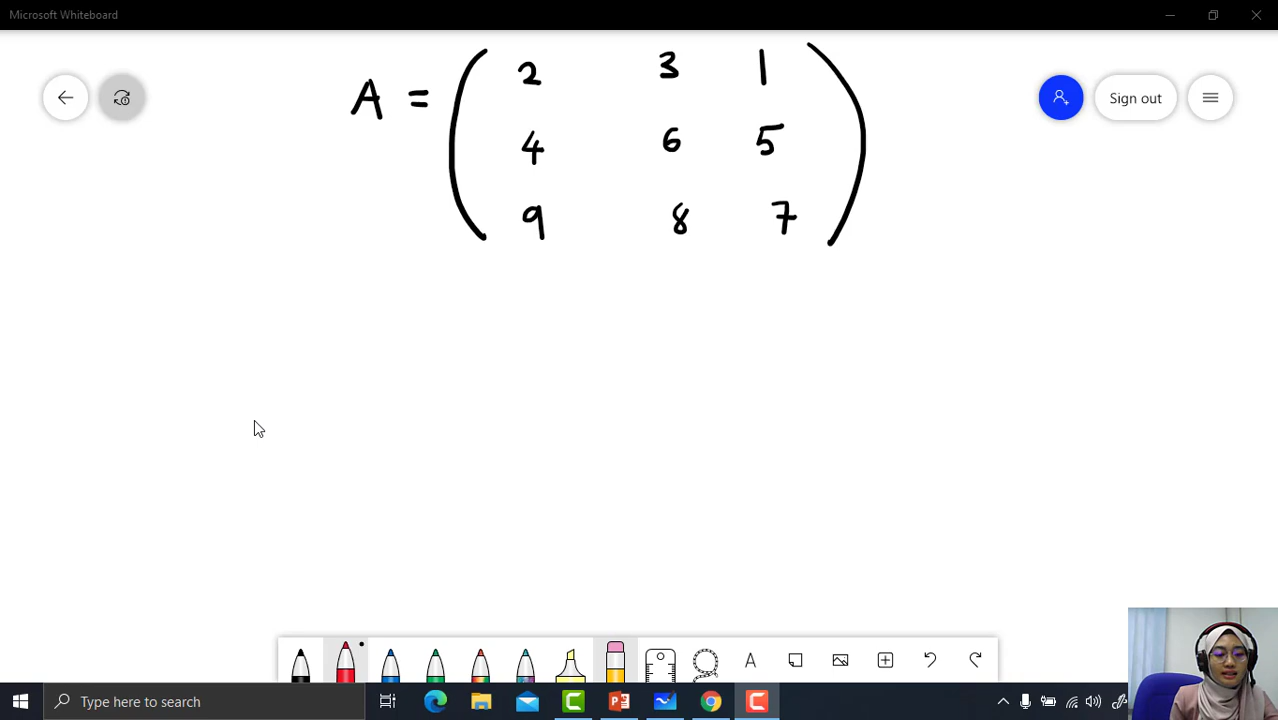 Microsoft Whiteboard
Sign out
A = ( 2 3 1
4 6 5
9 8 7 )
A
Type here to search